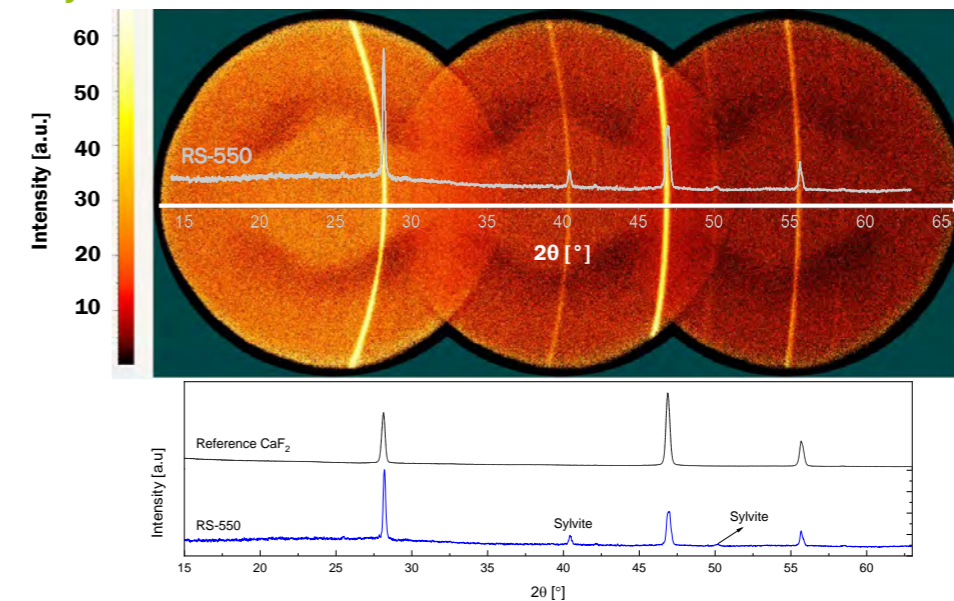 60
50
40
30
20
10
Intensity [a.u.]
RS-550
15 20 25 30 35 40 45 50 55 60 65
2θ [°]
Reference CaF₂
RS-550
Sylvite
Sylvite
Intensity [a.u]
15 20 25 30 35 40 45 50 55 60
2θ [°]